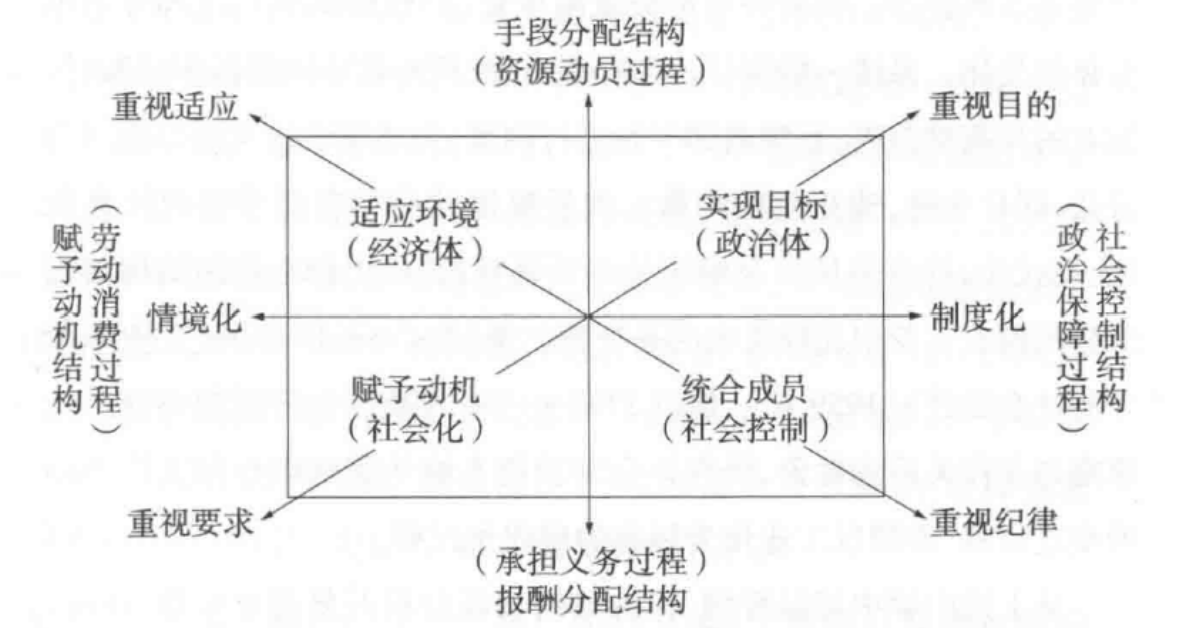 手段分配结构
（资源动员过程）
重视适应
重视目的
适应环境
（经济体）
实现目标
（政治体）
（劳动消费过程）
赋予动机结构
情境化
制度化
社会控制结构
（政治保障过程）
赋予动机
（社会化）
统合成员
（社会控制）
重视要求
重视纪律
（承担义务过程）
报酬分配结构